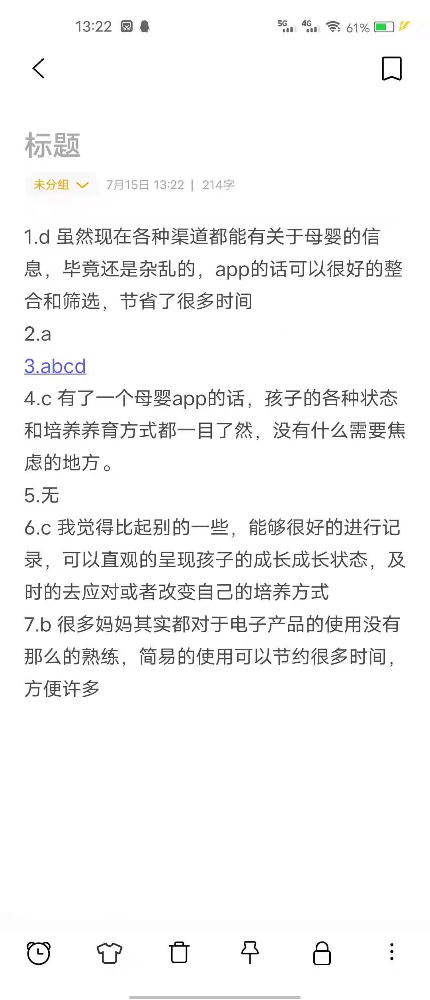 13:22 5G 4G 61%
标题
未分组 7月15日 13:22 | 214字
1.d 虽然现在各种渠道都能有关于母婴的信
息，毕竟还是杂乱的，app的话可以很好的整
合和筛选，节省了很多时间
2.a
3.abcd
4.c 有了一个母婴app的话，孩子的各种状态
和培养养育方式都一目了然，没有什么需要焦
虑的地方。
5.无
6.c 我觉得比起别的一些，能够很好的进行记
录，可以直观的呈现孩子的成长成长状态，及
时的去应对或者改变自己的培养方式
7.b 很多妈妈其实都对于电子产品的使用没有
那么的熟练，简易的使用可以节约很多时间，
方便许多